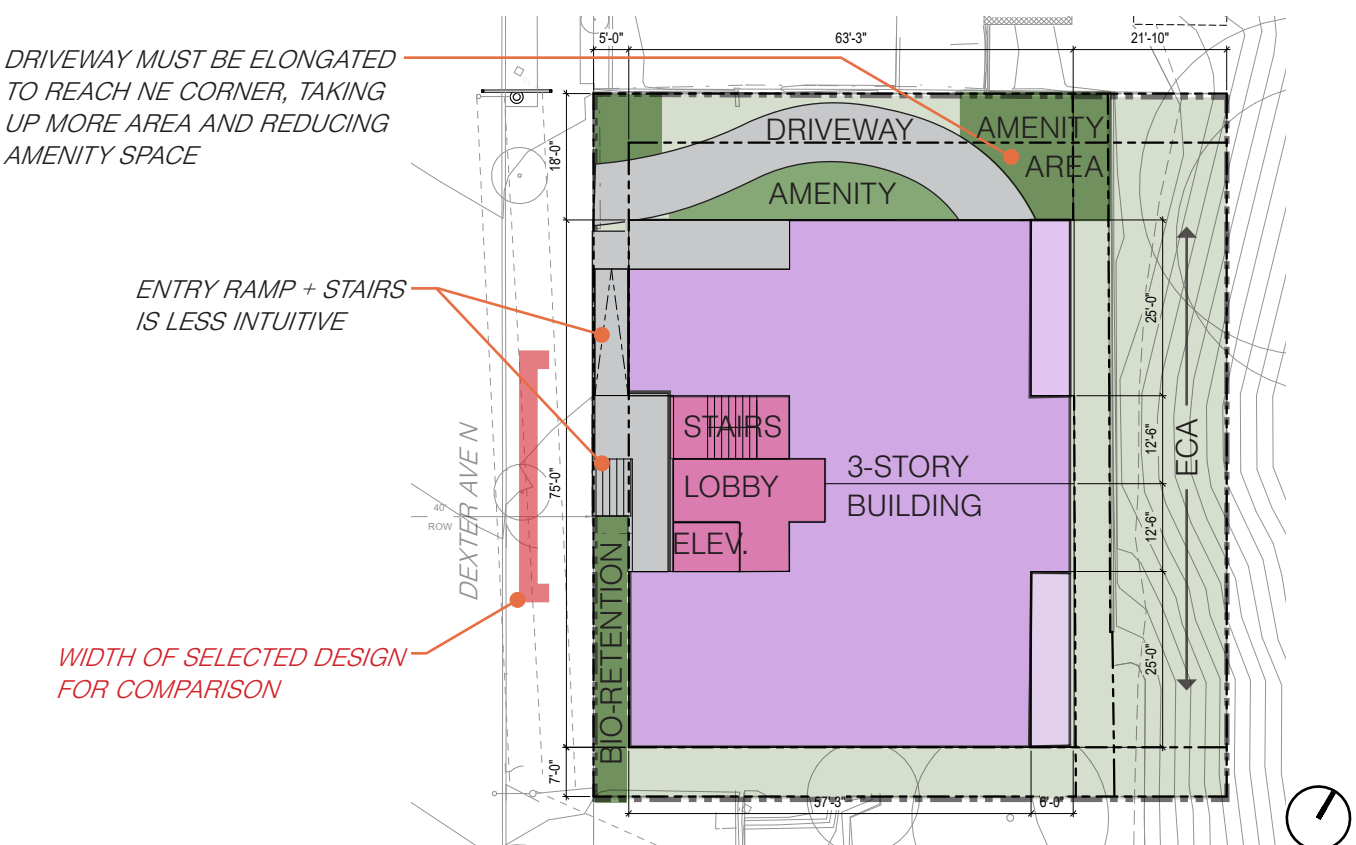 5'-0"
63'-3"
21'-10"
DRIVEWAY MUST BE ELONGATED
TO REACH NE CORNER, TAKING
UP MORE AREA AND REDUCING
AMENITY SPACE
18'-0"
DRIVEWAY
AMENITY
AREA
AMENITY
ENTRY RAMP + STAIRS
IS LESS INTUITIVE
25'-0"
STAIRS
12'-6"
ECA
LOBBY
3-STORY
BUILDING
75'-0"
DEXTER AVE N
40'
ROW
12'-6"
ELEV.
BIO-RETENTION
WIDTH OF SELECTED DESIGN
FOR COMPARISON
25'-0"
7'-0"
57'-3"
6'-0"